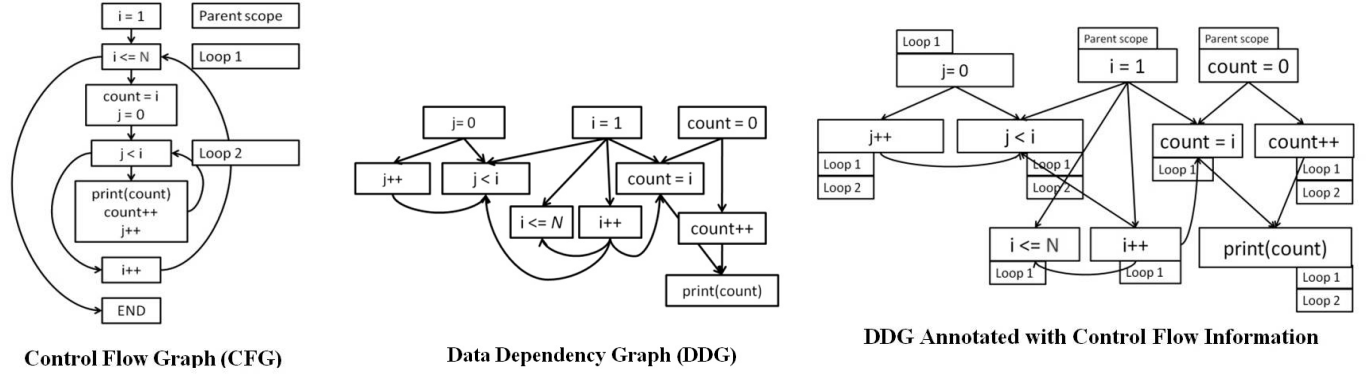 i = 1
Parent scope
i <= N
Loop 1
count = i
j = 0
j < i
Loop 2
print(count)
count++
j++
i++
END
Control Flow Graph (CFG)
j= 0
i = 1
count = 0
j++
j < i
count = i
i <= N
i++
count++
print(count)
Data Dependency Graph (DDG)
Loop 1
j= 0
Parent scope
i = 1
Parent scope
count = 0
j++
Loop 1
Loop 2
j < i
Loop 1
Loop 2
count = i
Loop 1
count++
Loop 1
Loop 2
i <= N
Loop 1
i++
Loop 1
print(count)
Loop 1
Loop 2
DDG Annotated with Control Flow Information